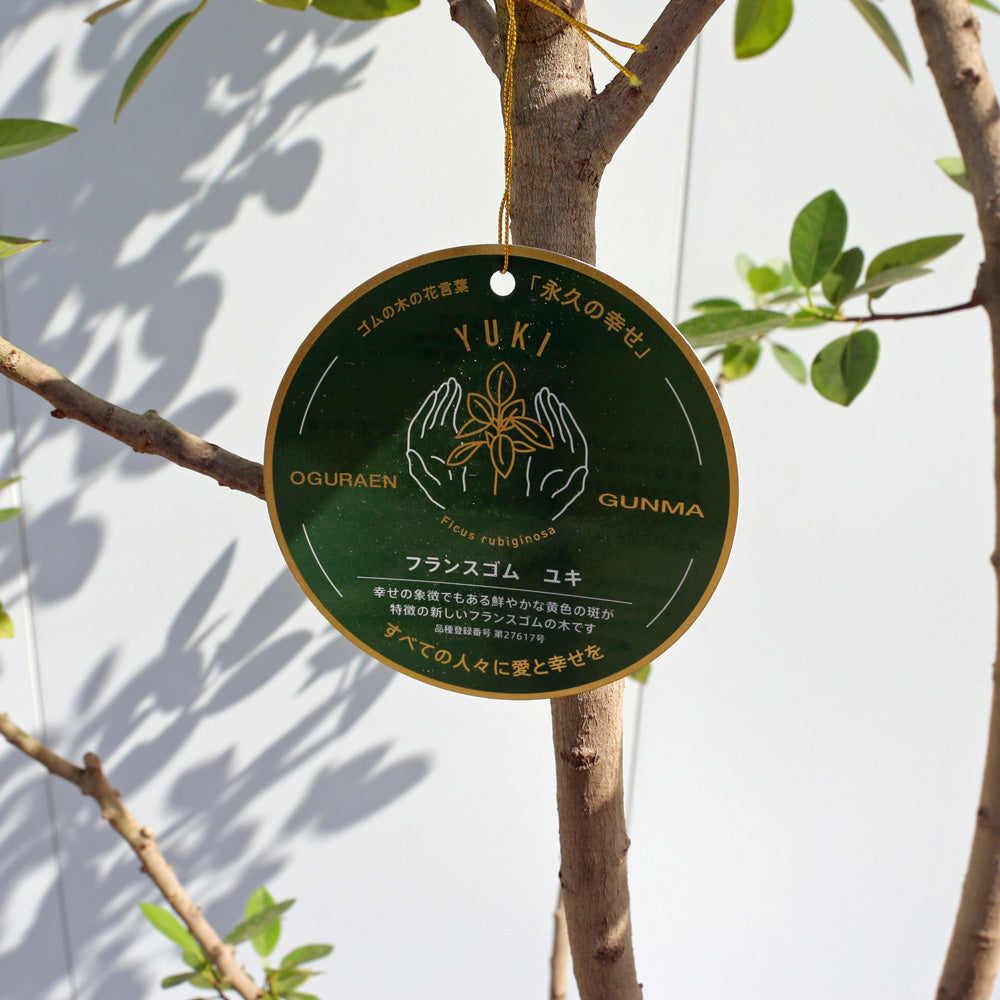 ゴムの木の花言葉
「永久の幸せ」
YUKI
OGURAEN
GUNMA
Ficus rubiginosa
フランスゴム ユキ
幸せの象徴でもある鮮やかな黄色の斑が
特徴の新しいフランスゴムの木です
品種登録番号 第27617号
すべての人々に愛と幸せを